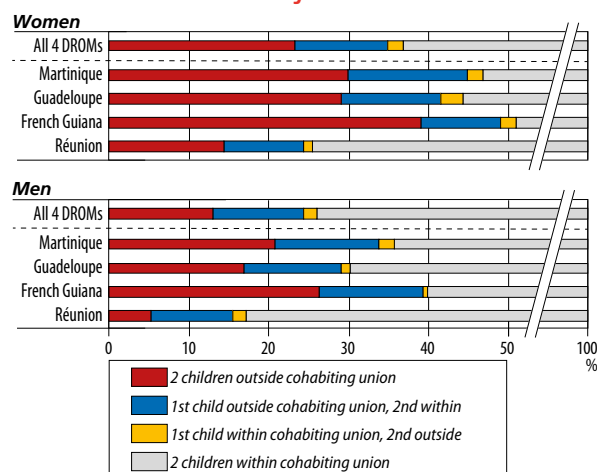 Women
All 4 DROMs
Martinique
Guadeloupe
French Guiana
Réunion
Men
All 4 DROMs
Martinique
Guadeloupe
French Guiana
Réunion
0 10 20 30 40 50 100
%
2 children outside cohabiting union
1st child outside cohabiting union, 2nd within
1st child within cohabiting union, 2nd outside
2 children within cohabiting union